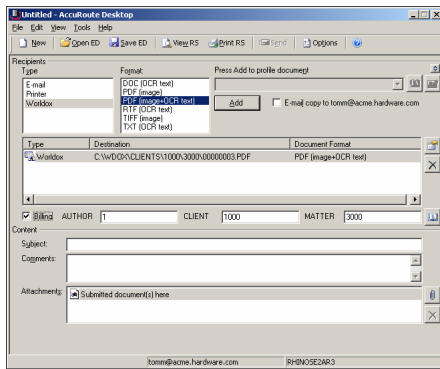 Untitled - AccuRoute Desktop
File Edit View Tools Help
New Open ED Save ED View RS Print RS Send Options
Recipients
Type Format: Press Add to profile document
E-mail
Printer
Worldox
DOC (OCR text)
PDF (image)
PDF (image+OCR text)
RTF (OCR text)
TIFF (image)
TXT (OCR text)
Add E-mail copy to tomm@acme.hardware.com
Type Destination Document Format
Worldox C:\WDOX\CLIENTS\1000\3000\00000003.PDF PDF (image+OCR text)
Billing AUTHOR 1 CLIENT 1000 MATTER 3000
Content
Subject:
Comments:
Attachments: Submitted document(s) here
tomm@acme.hardware.com RHINOSE2AR3